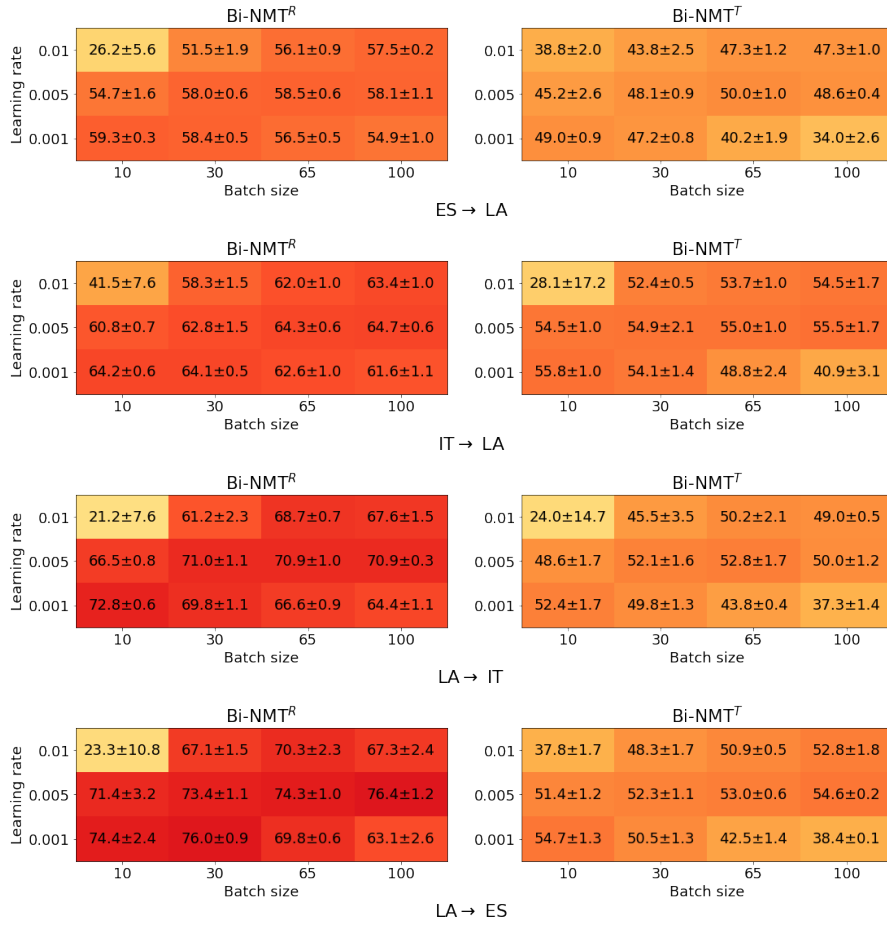 Bi-NMT^R Bi-NMT^T
Learning rate
0.01 26.2±5.6 51.5±1.9 56.1±0.9 57.5±0.2 0.01 38.8±2.0 43.8±2.5 47.3±1.2 47.3±1.0
0.005 54.7±1.6 58.0±0.6 58.5±0.6 58.1±1.1 0.005 45.2±2.6 48.1±0.9 50.0±1.0 48.6±0.4
0.001 59.3±0.3 58.4±0.5 56.5±0.5 54.9±1.0 0.001 49.0±0.9 47.2±0.8 40.2±1.9 34.0±2.6
10 30 65 100 10 30 65 100
Batch size Batch size
ES → LA
Bi-NMT^R Bi-NMT^T
Learning rate
0.01 41.5±7.6 58.3±1.5 62.0±1.0 63.4±1.0 0.01 28.1±17.2 52.4±0.5 53.7±1.0 54.5±1.7
0.005 60.8±0.7 62.8±1.5 64.3±0.6 64.7±0.6 0.005 54.5±1.0 54.9±2.1 55.0±1.0 55.5±1.7
0.001 64.2±0.6 64.1±0.5 62.6±1.0 61.6±1.1 0.001 55.8±1.0 54.1±1.4 48.8±2.4 40.9±3.1
10 30 65 100 10 30 65 100
Batch size Batch size
IT → LA
Bi-NMT^R Bi-NMT^T
Learning rate
0.01 21.2±7.6 61.2±2.3 68.7±0.7 67.6±1.5 0.01 24.0±14.7 45.5±3.5 50.2±2.1 49.0±0.5
0.005 66.5±0.8 71.0±1.1 70.9±1.0 70.9±0.3 0.005 48.6±1.7 52.1±1.6 52.8±1.7 50.0±1.2
0.001 72.8±0.6 69.8±1.1 66.6±0.9 64.4±1.1 0.001 52.4±1.7 49.8±1.3 43.8±0.4 37.3±1.4
10 30 65 100 10 30 65 100
Batch size Batch size
LA → IT
Bi-NMT^R Bi-NMT^T
Learning rate
0.01 23.3±10.8 67.1±1.5 70.3±2.3 67.3±2.4 0.01 37.8±1.7 48.3±1.7 50.9±0.5 52.8±1.8
0.005 71.4±3.2 73.4±1.1 74.3±1.0 76.4±1.2 0.005 51.4±1.2 52.3±1.1 53.0±0.6 54.6±0.2
0.001 74.4±2.4 76.0±0.9 69.8±0.6 63.1±2.6 0.001 54.7±1.3 50.5±1.3 42.5±1.4 38.4±0.1
10 30 65 100 10 30 65 100
Batch size Batch size
LA → ES